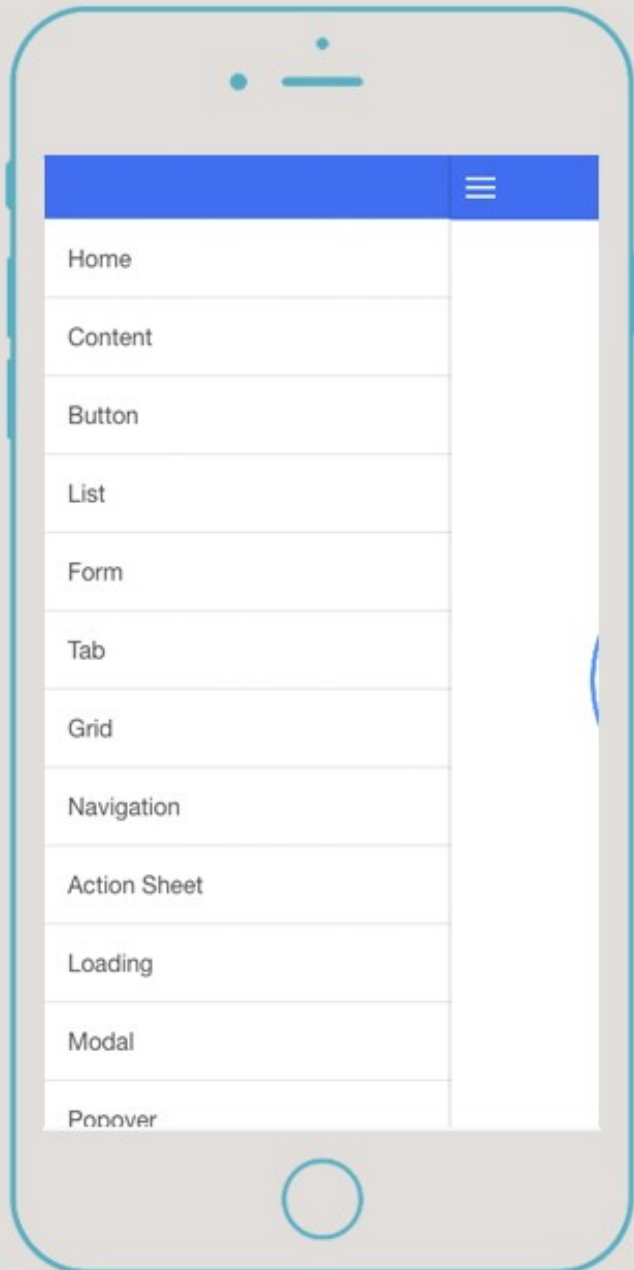 Home
Content
Button
List
Form
Tab
Grid
Navigation
Action Sheet
Loading
Modal
Popover